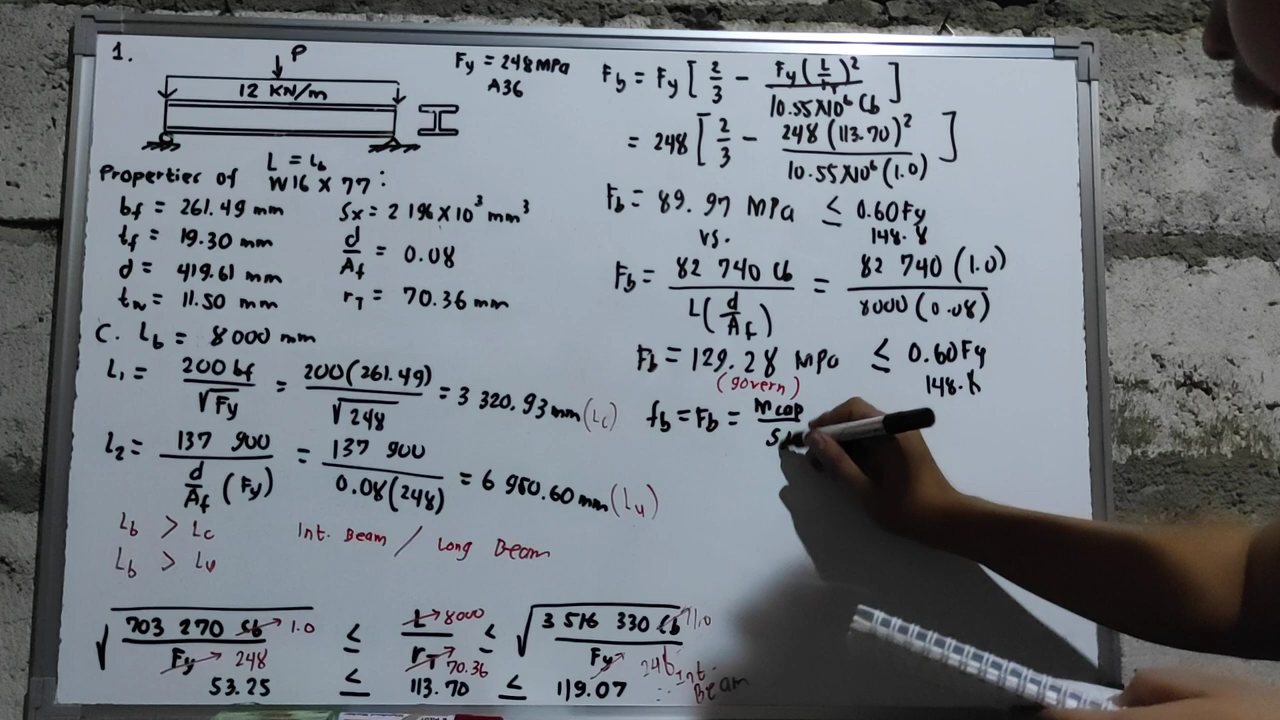 1.
P
12 KN/m
L = Lb
Fy = 248 MPa
A36
Properties of W16 X 77:
bf = 261.49 mm
tf = 19.30 mm
d = 419.61 mm
tw = 11.50 mm
Sx = 2 196 X 10³ mm³
d/Af = 0.08
rT = 70.36 mm
C. Lb = 8000 mm
L1 = 200 bf / √Fy = 200(261.49) / √248 = 3 320.93 mm (Lc)
L2 = 137 900 / d/Af (Fy) = 137 900 / 0.08(248) = 6 950.60 mm (Lu)
Lb > Lc
Int. Beam / Long Beam
Lb > Lu
√(703 270 Cb → 1.0 / Fy → 248) ≤ L → 8000 / rT → 70.36 ≤ √(3 516 330 Cb → 1.0 / Fy → 248)
53.25 ≤ 113.70 ≤ 119.07
∴ Int. Beam
Fb = Fy [ 2/3 − Fy (L/rT)² / 10.55X10⁶ Cb ]
= 248 [ 2/3 − 248 (113.70)² / 10.55X10⁶ (1.0) ]
Fb = 89.97 MPa ≤ 0.60 Fy
148.8
vs.
Fb = 82 740 Cb / L(d/Af) = 82 740 (1.0) / 8000 (0.08)
Fb = 129.28 MPa ≤ 0.60 Fy
148.8
(govern)
fb = Fb = Mcap / S